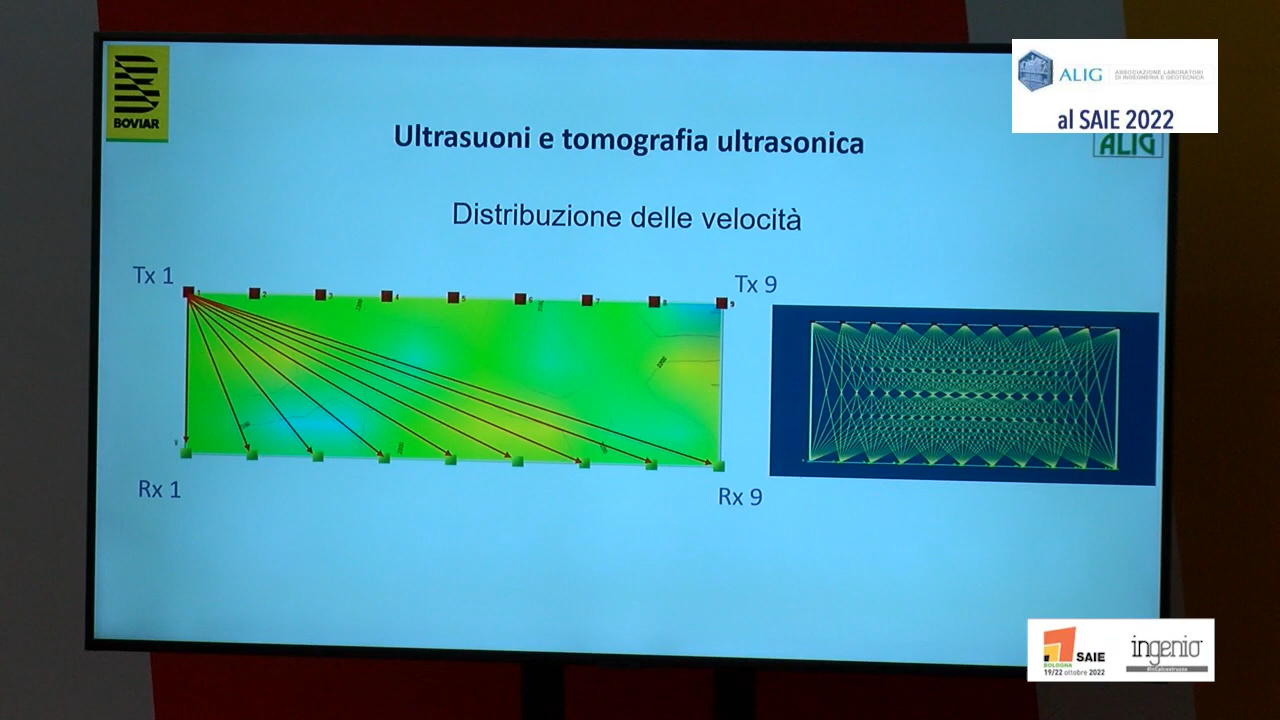 BOVIAR
ALIG
ASSOCIAZIONE LABORATORI
DI INGEGNERIA E GEOTECNICA
al SAIE 2022
ALIG
Ultrasuoni e tomografia ultrasonica
Distribuzione delle velocità
Tx 1
Tx 9
1 2 3 4 5 6 7 8 9
Rx 1
Rx 9
SAIE
BOLOGNA
19/22 ottobre 2022
ingenio